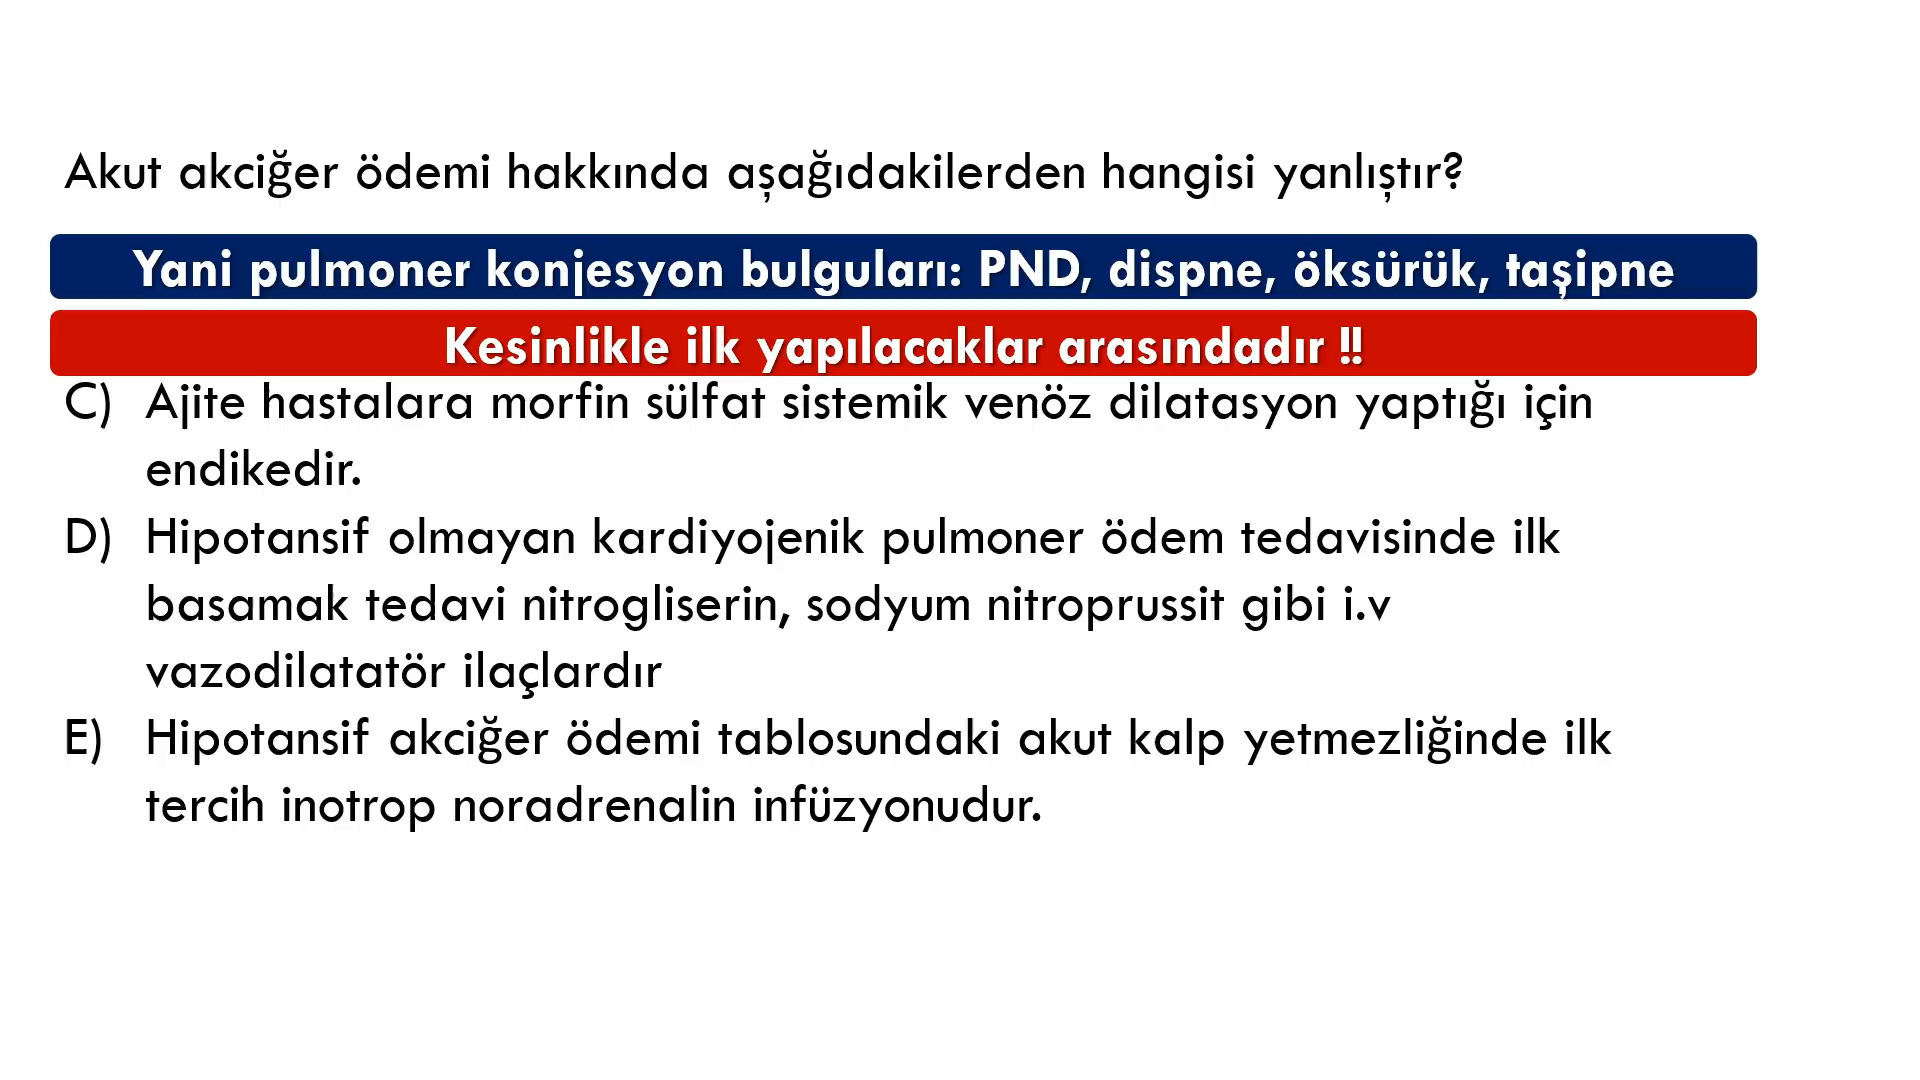 Akut akciğer ödemi hakkında aşağıdakilerden hangisi yanlıştır?
Yani pulmoner konjesyon bulguları: PND, dispne, öksürük, taşipne
Kesinlikle ilk yapılacaklar arasındadır !!
C) Ajite hastalara morfin sülfat sistemik venöz dilatasyon yaptığı için
endikedir.
D) Hipotansif olmayan kardiyojenik pulmoner ödem tedavisinde ilk
basamak tedavi nitrogliserin, sodyum nitroprussit gibi i.v
vazodilatatör ilaçlardır
E) Hipotansif akciğer ödemi tablosundaki akut kalp yetmezliğinde ilk
tercih inotrop noradrenalin infüzyonudur.